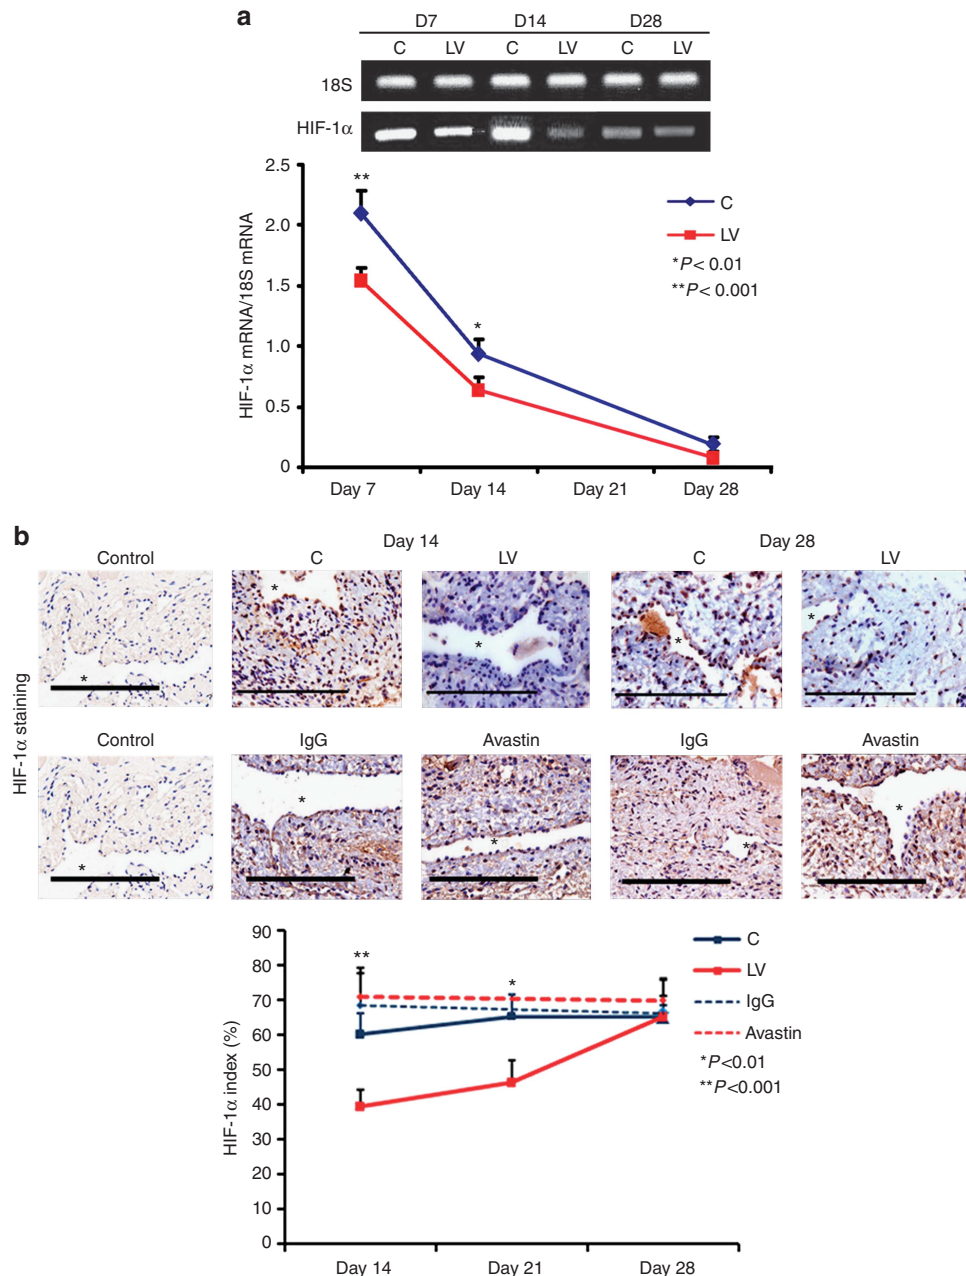 a
D7 D14 D28
C LV C LV C LV
18S
HIF-1α
HIF-1α mRNA/18S mRNA
2.5
2.0
1.5
1.0
0.5
0
**
*
C
LV
*P< 0.01
**P< 0.001
Day 7 Day 14 Day 21 Day 28
b
Day 14 Day 28
Control C LV C LV
* * * * *
HIF-1α staining
Control IgG Avastin IgG Avastin
* * * * *
HIF-1α index (%)
90
80
70
60
50
40
30
20
10
0
**
*
C
LV
IgG
Avastin
*P<0.01
**P<0.001
Day 14 Day 21 Day 28